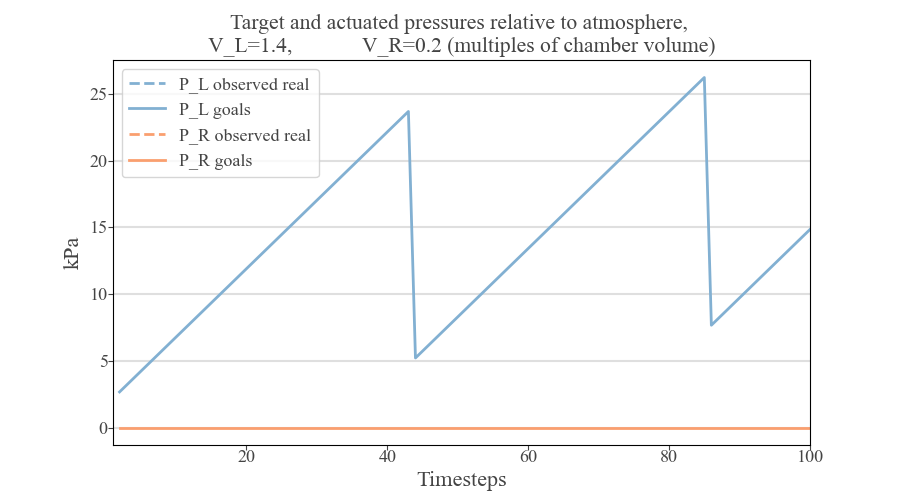 Target and actuated pressures relative to atmosphere,
V_L=1.4, V_R=0.2 (multiples of chamber volume)
P_L observed real
P_L goals
P_R observed real
P_R goals
kPa
25
20
15
10
5
0
20 40 60 80 100
Timesteps